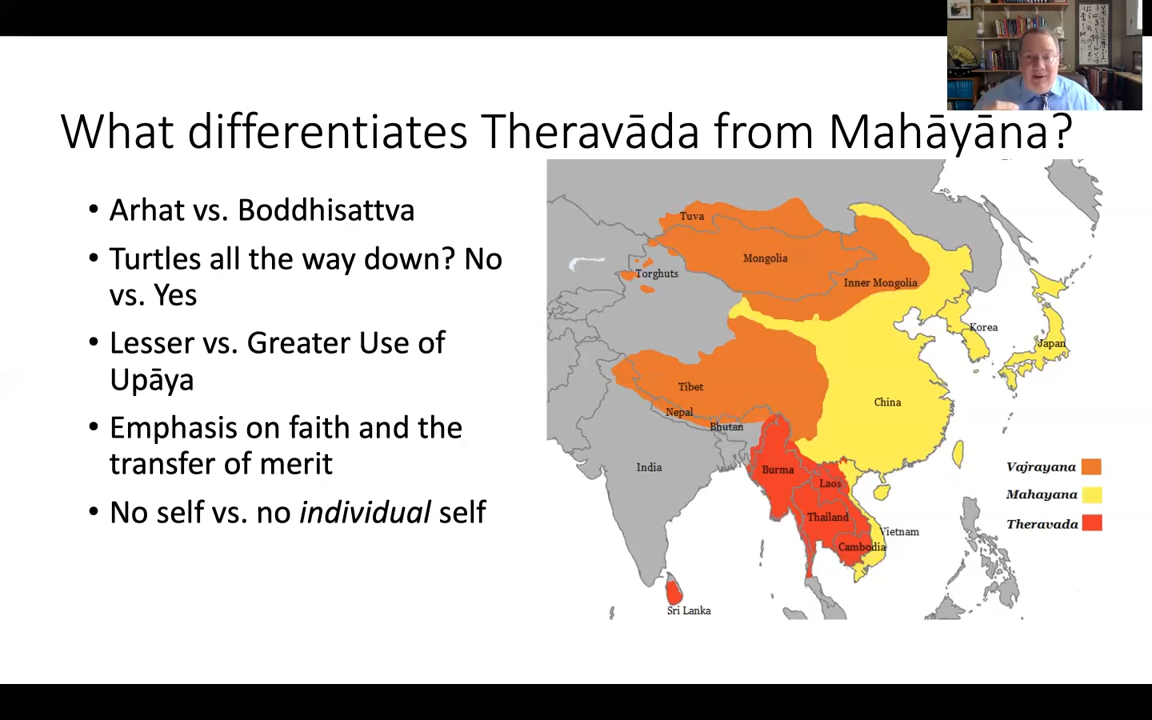 What differentiates Theravāda from Mahāyāna?
• Arhat vs. Boddhisattva
• Turtles all the way down? No
vs. Yes
• Lesser vs. Greater Use of
Upāya
• Emphasis on faith and the
transfer of merit
• No self vs. no individual self
Tuva
Mongolia
Torghuts
Inner Mongolia
Korea
Japan
Tibet
China
Nepal
Bhutan
India
Burma
Laos
Thailand
Vietnam
Cambodia
Sri Lanka
Vajrayana
Mahayana
Theravada